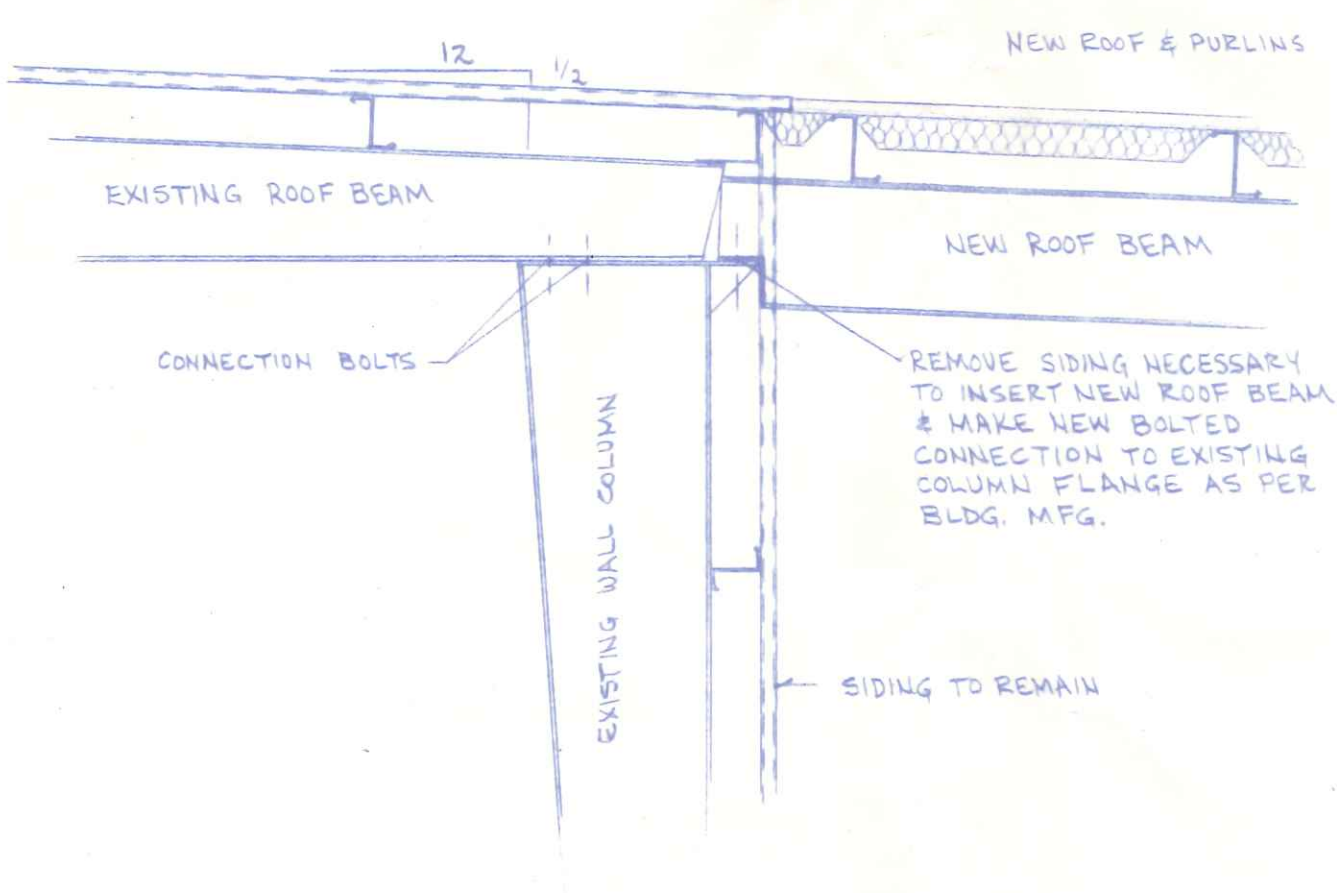 NEW ROOF & PURLINS
12
1/2
EXISTING ROOF BEAM
NEW ROOF BEAM
CONNECTION BOLTS
REMOVE SIDING NECESSARY
TO INSERT NEW ROOF BEAM
& MAKE NEW BOLTED
CONNECTION TO EXISTING
COLUMN FLANGE AS PER
BLDG. MFG.
EXISTING WALL COLUMN
SIDING TO REMAIN